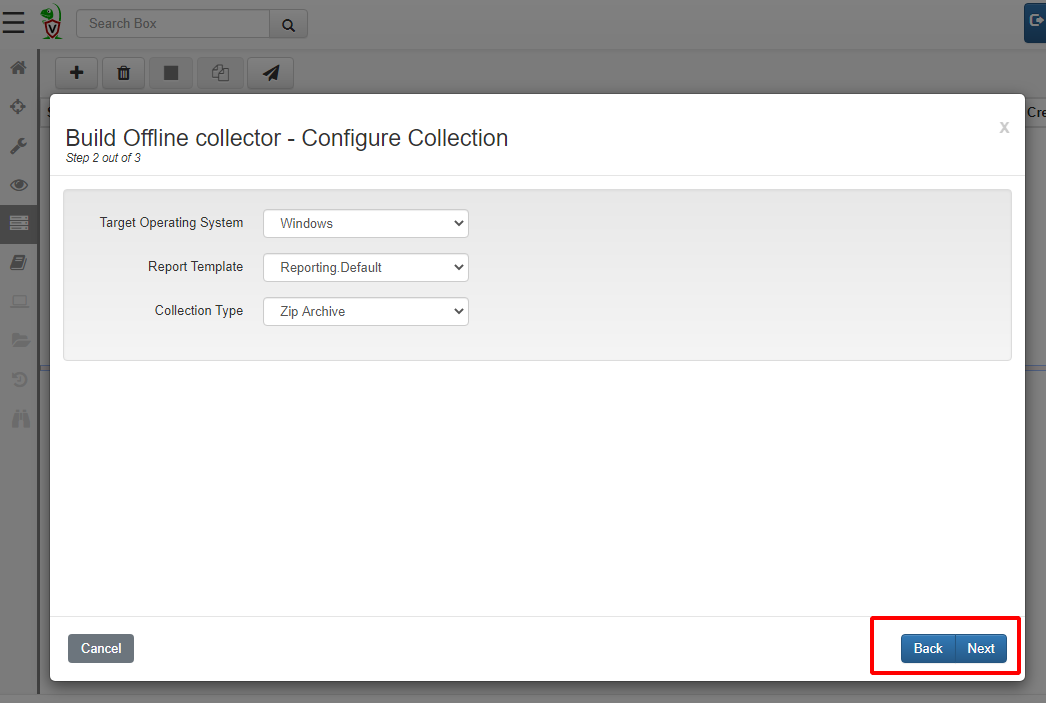 Search Box
V
Cre
Build Offline collector - Configure Collection
x
Step 2 out of 3
Target Operating System
Windows
Report Template
Reporting.Default
Collection Type
Zip Archive
Cancel
Back
Next